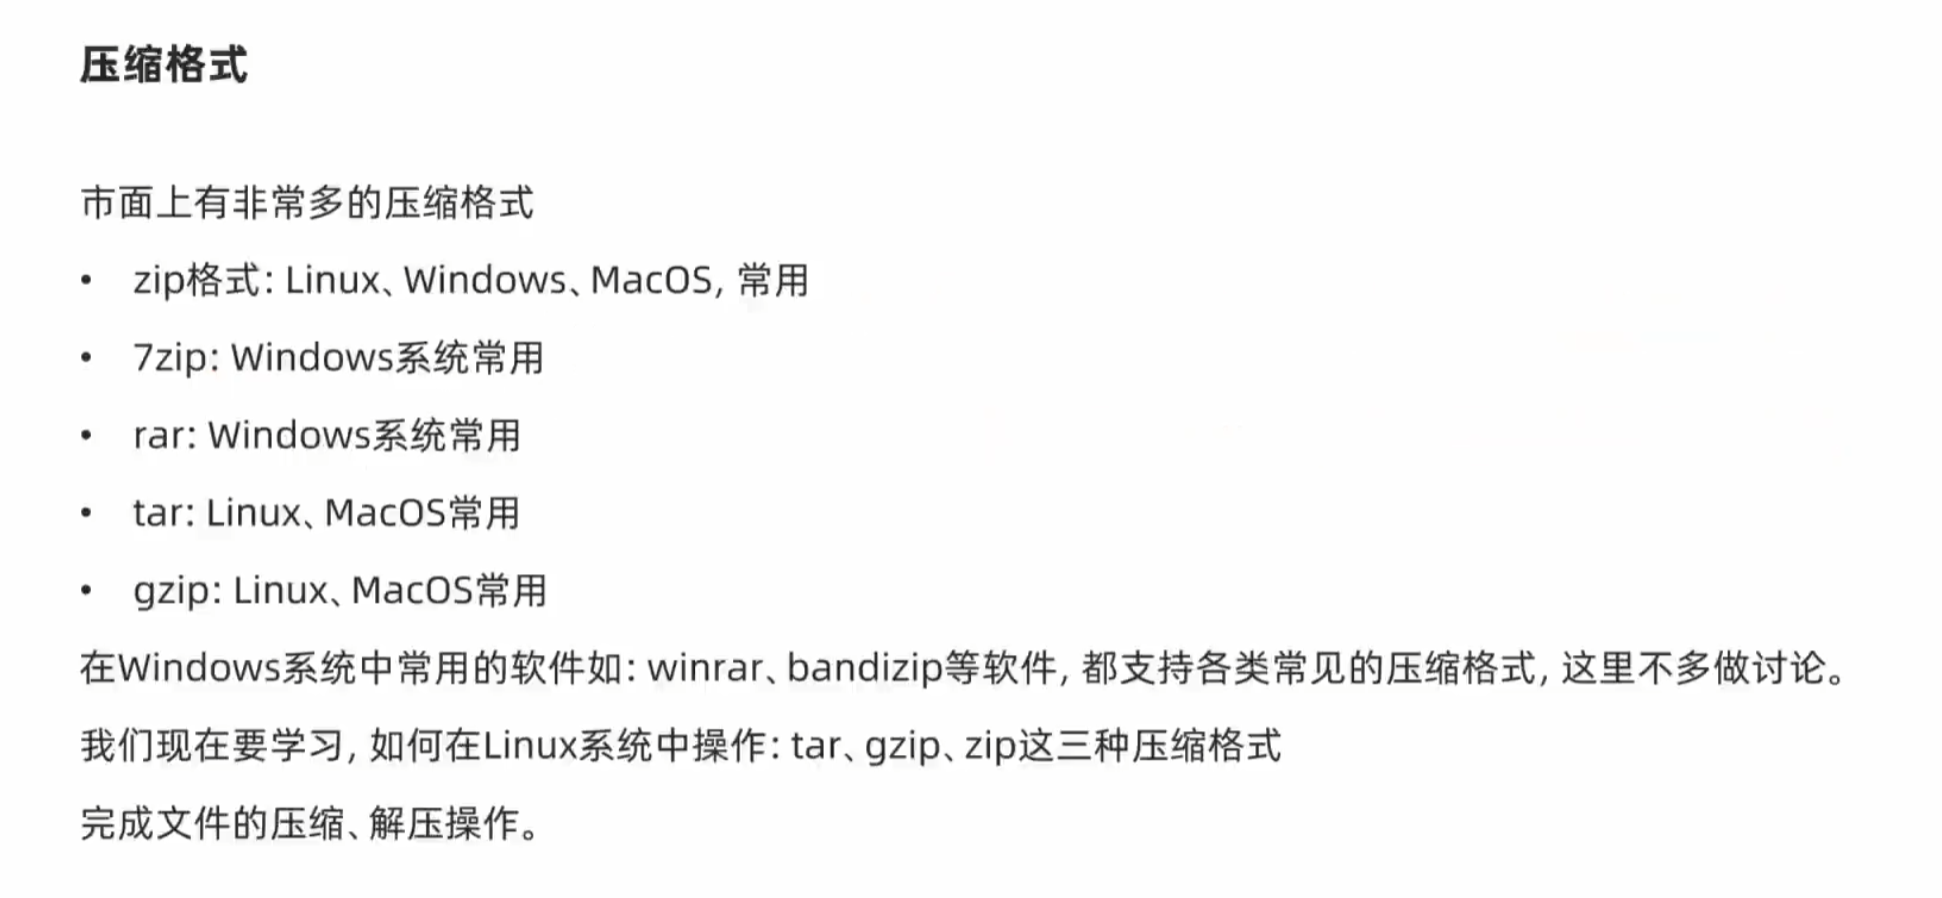 压缩格式
市面上有非常多的压缩格式
• zip格式: Linux、Windows、MacOS, 常用
• 7zip: Windows系统常用
• rar: Windows系统常用
• tar: Linux、MacOS常用
• gzip: Linux、MacOS常用
在Windows系统中常用的软件如: winrar、bandizip等软件, 都支持各类常见的压缩格式, 这里不多做讨论。
我们现在要学习, 如何在Linux系统中操作: tar、gzip、zip这三种压缩格式
完成文件的压缩、解压操作。